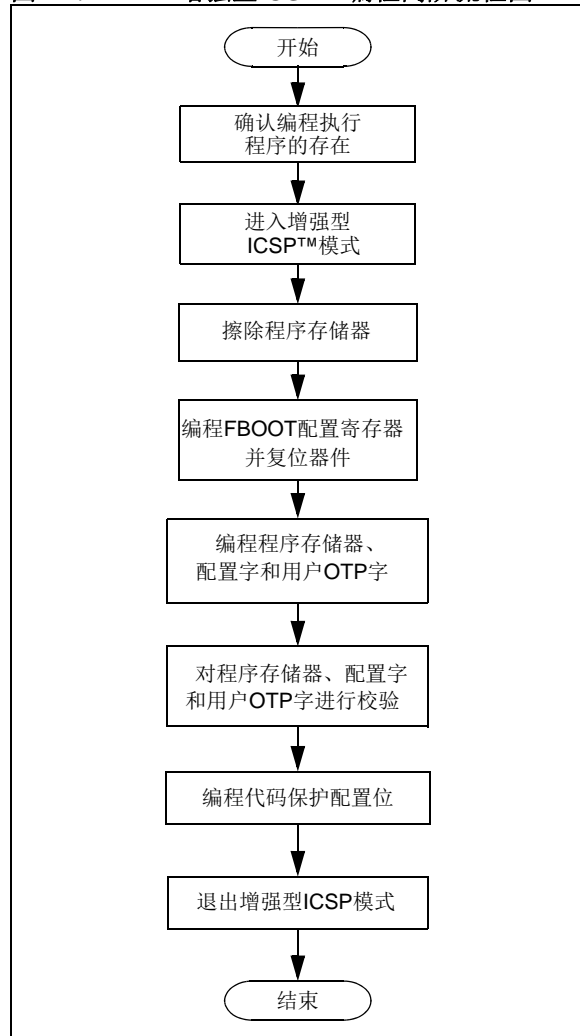 开始
确认编程执行
程序的存在
进入增强型
ICSP™模式
擦除程序存储器
编程FBOOT配置寄存器
并复位器件
编程程序存储器、
配置字和用户OTP字
对程序存储器、配置字
和用户OTP字进行校验
编程代码保护配置位
退出增强型ICSP模式
结束